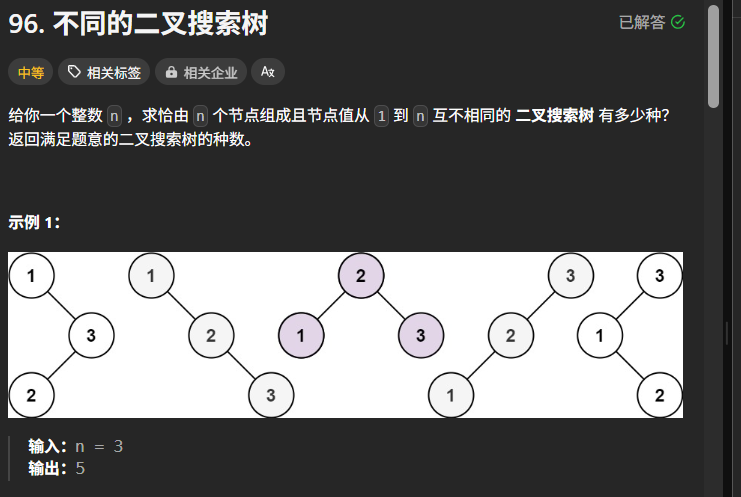 96. 不同的二叉搜索树
已解答
中等 相关标签 相关企业 Aあ
给你一个整数 n ，求恰由 n 个节点组成且节点值从 1 到 n 互不相同的 二叉搜索树 有多少种？
返回满足题意的二叉搜索树的种数。
示例 1：
1 1 2 3 3
3 2 1 3 2 1
2 3 1 2
输入：n = 3
输出：5